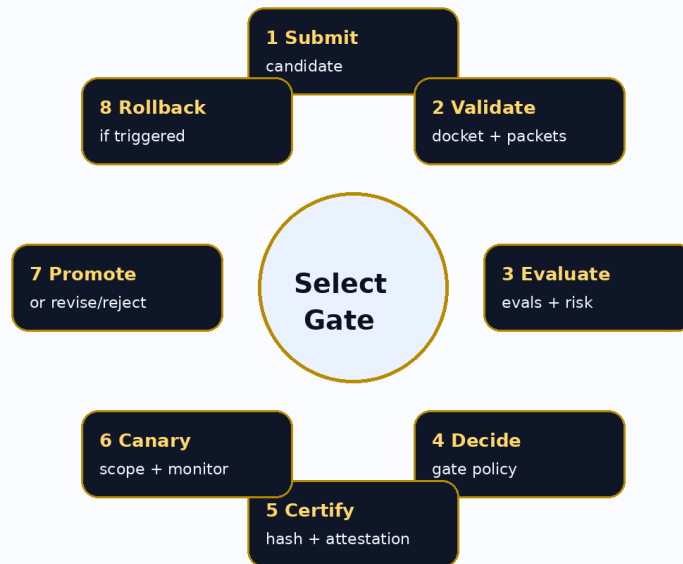 1 Submit
candidate
2 Validate
docket + packets
3 Evaluate
evals + risk
4 Decide
gate policy
5 Certify
hash + attestation
6 Canary
scope + monitor
7 Promote
or revise/reject
8 Rollback
if triggered
Select
Gate